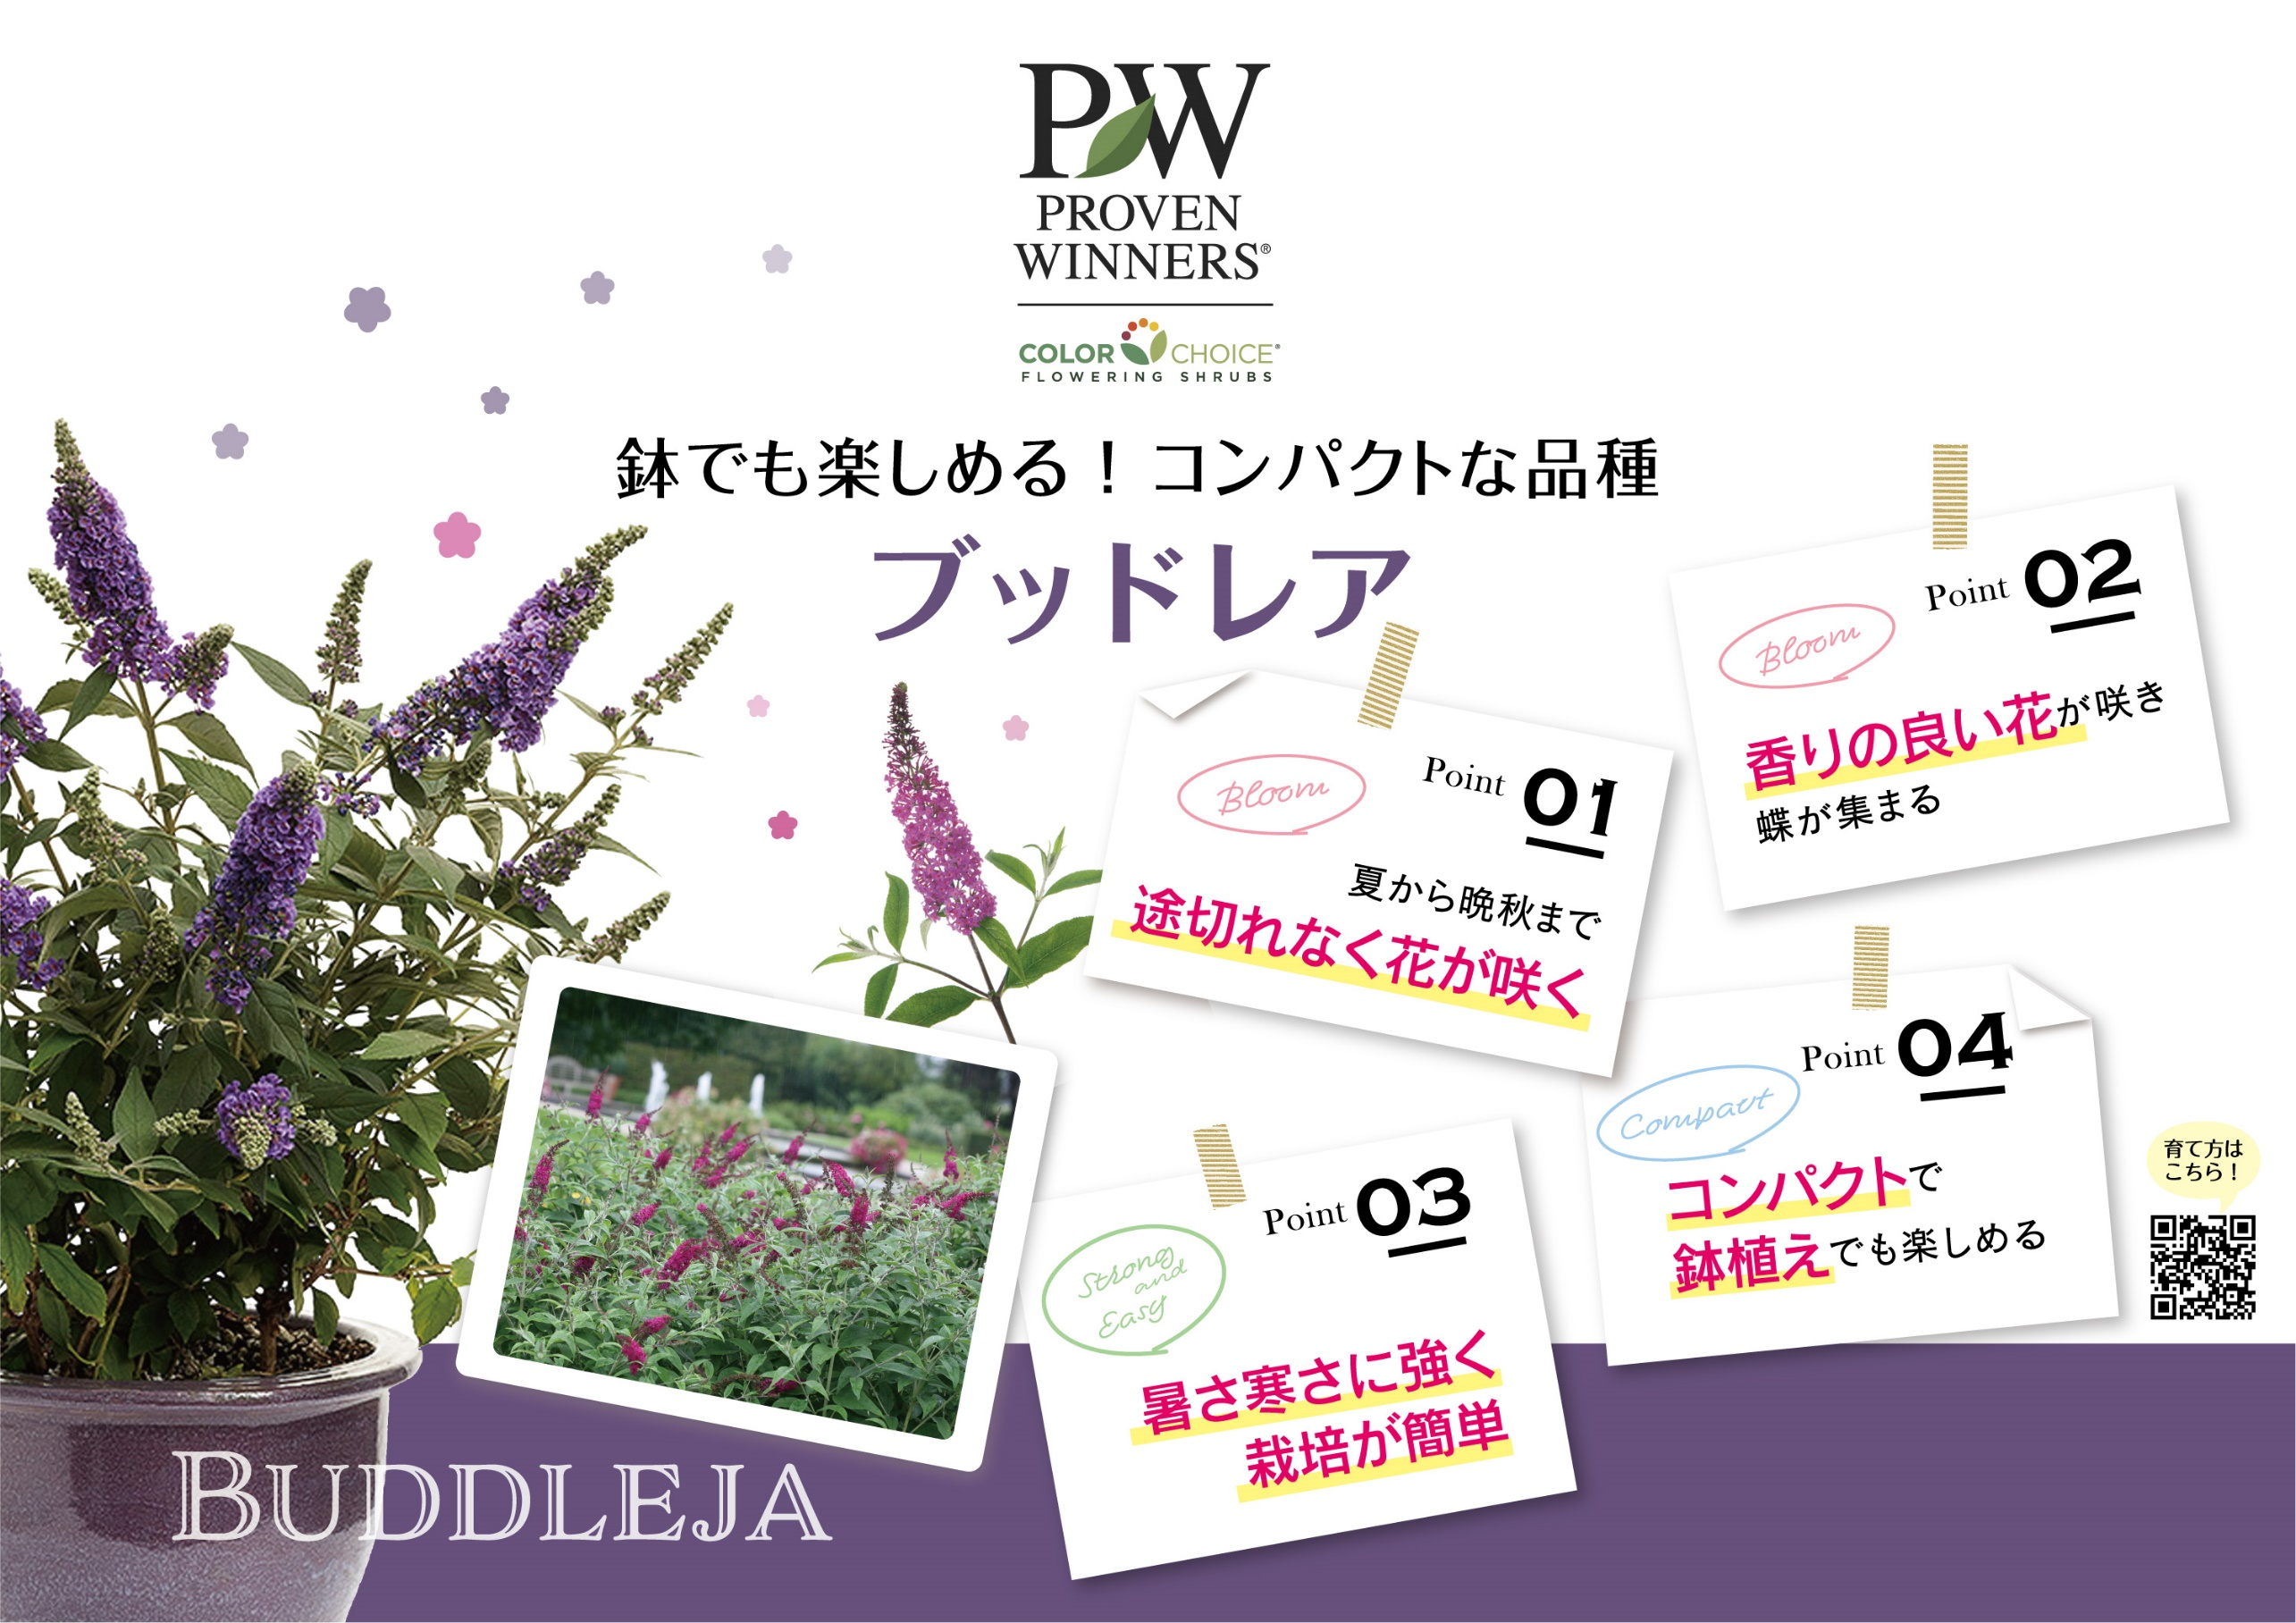 PW
PROVEN
WINNERS®
COLOR CHOICE®
FLOWERING SHRUBS
鉢でも楽しめる！コンパクトな品種
ブッドレア
Point 01
Bloom
夏から晩秋まで
途切れなく花が咲く
Point 02
Bloom
香りの良い花が咲き
蝶が集まる
Point 03
Strong
and
Easy
暑さ寒さに強く
栽培が簡単
Point 04
Compact
コンパクトで
鉢植えでも楽しめる
育て方は
こちら！
BUDDLEJA